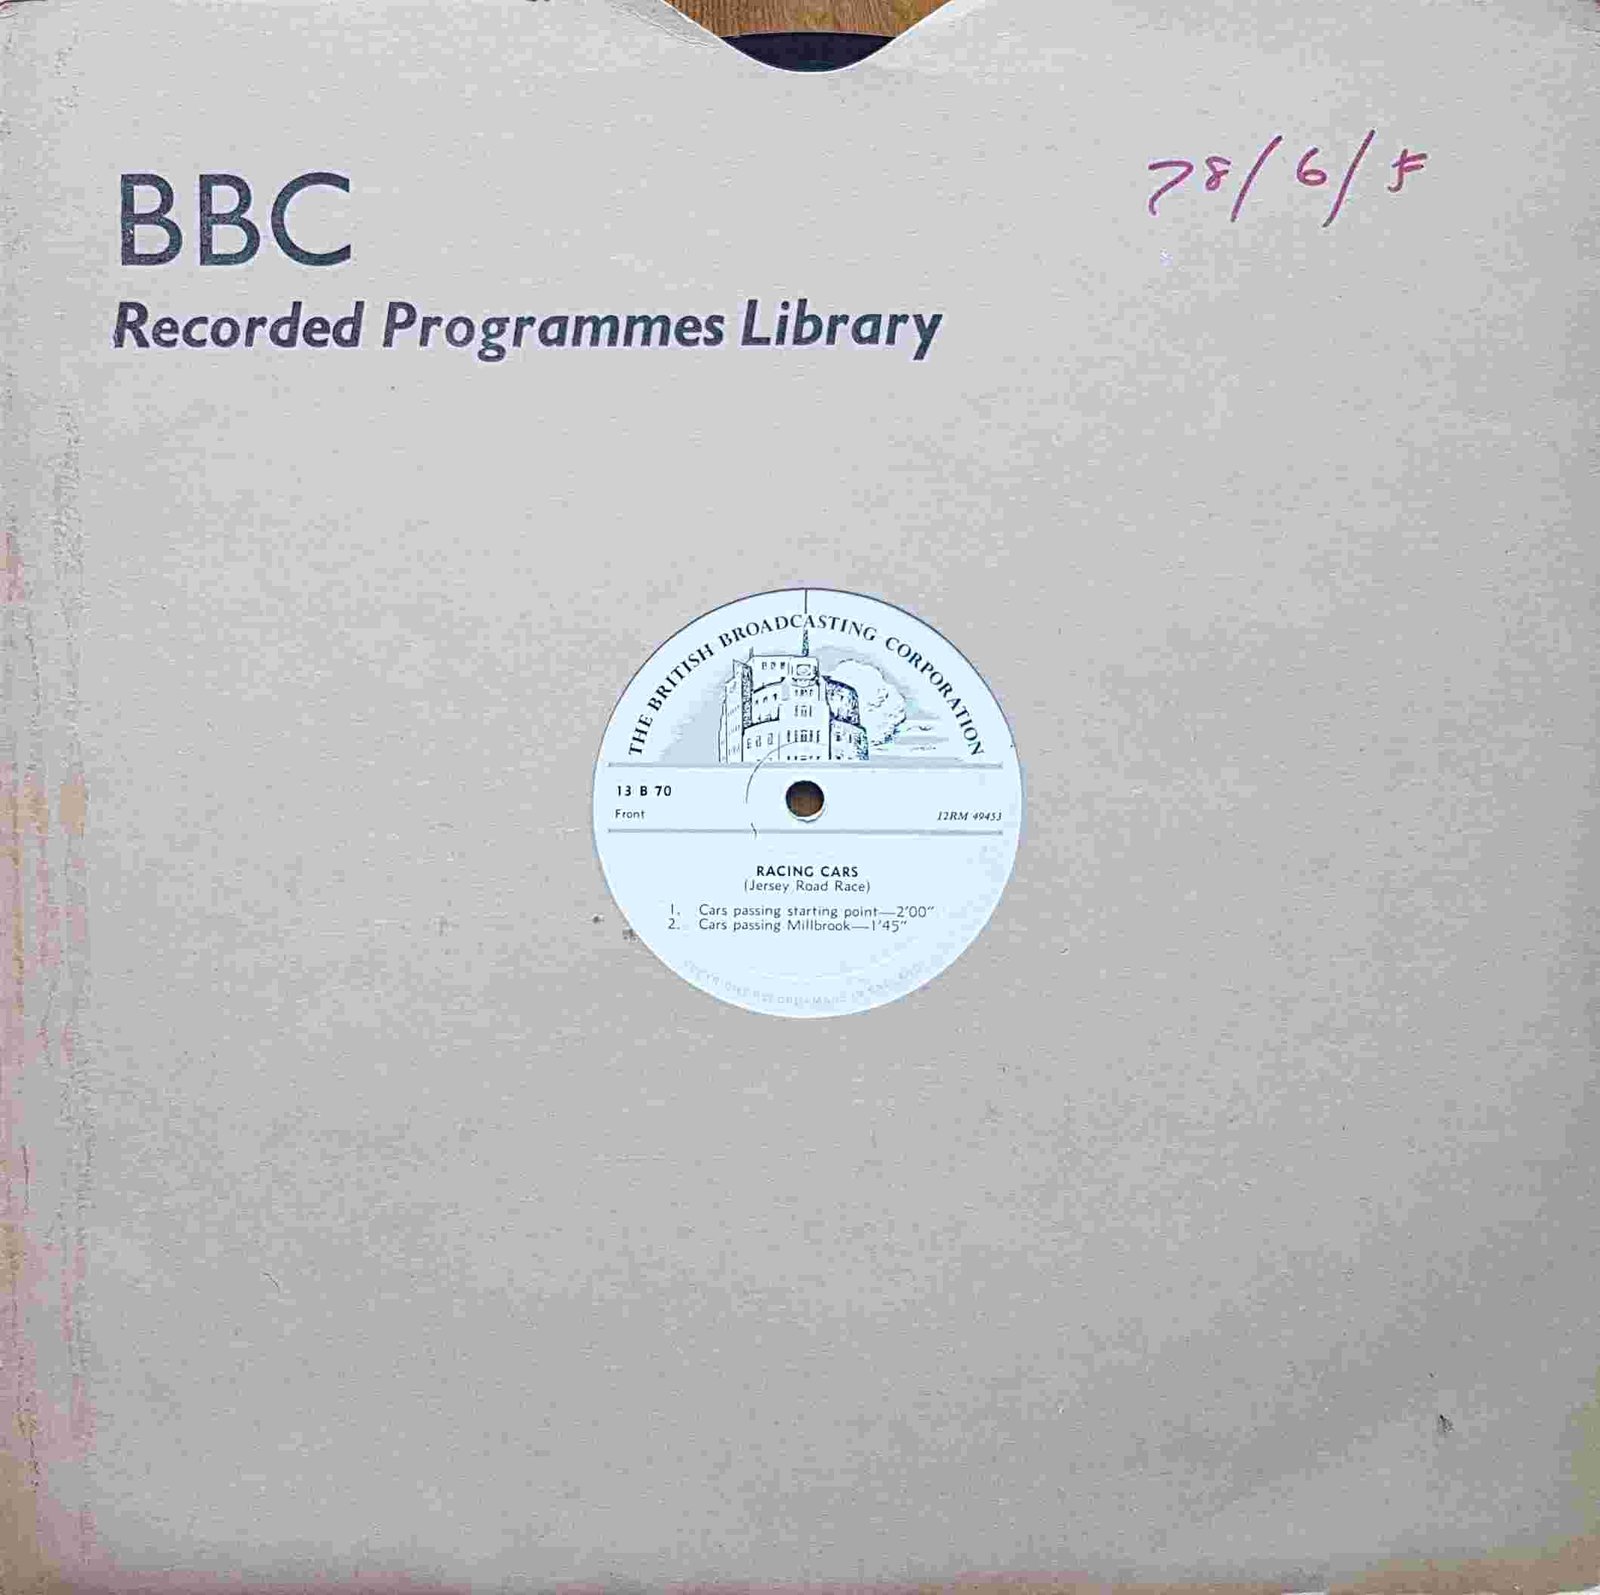 BBC
Recorded Programmes Library
78/6/F
THE BRITISH BROADCASTING CORPORATION
13 B 70
Front
12RM 49453
RACING CARS
(Jersey Road Race)
1. Cars passing starting point—2'00"
2. Cars passing Millbrook—1'45"